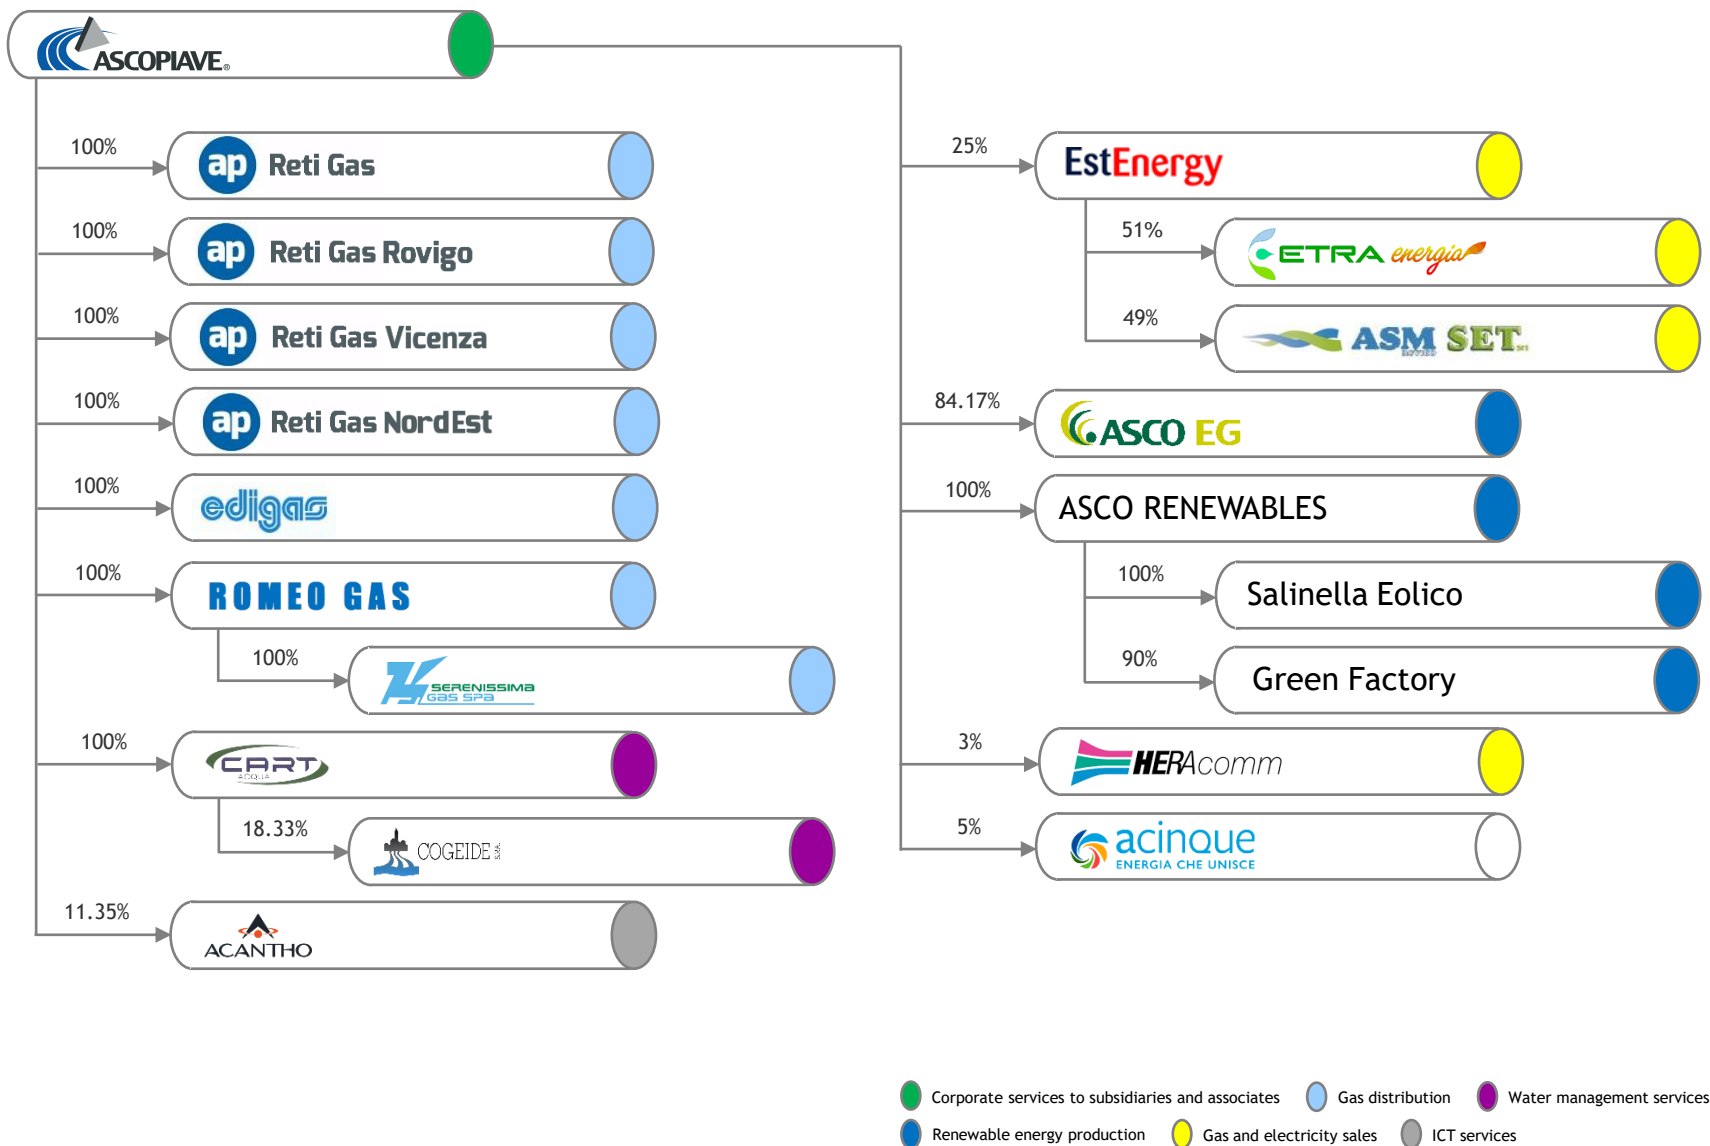 ASCOPIAVE®
100%
ap Reti Gas
100%
ap Reti Gas Rovigo
100%
ap Reti Gas Vicenza
100%
ap Reti Gas NordEst
100%
edigas
100%
ROMEO GAS
100%
SERENISSIMA
GAS SPA
100%
CART
ACQUA
18.33%
COGEIDE
11.35%
ACANTHO
25%
EstEnergy
51%
ETRA energia
49%
ASM SET
84.17%
ASCO EG
100%
ASCO RENEWABLES
100%
Salinella Eolico
90%
Green Factory
3%
HERAcomm
5%
acinque
ENERGIA CHE UNISCE
Corporate services to subsidiaries and associates
Gas distribution
Water management services
Renewable energy production
Gas and electricity sales
ICT services